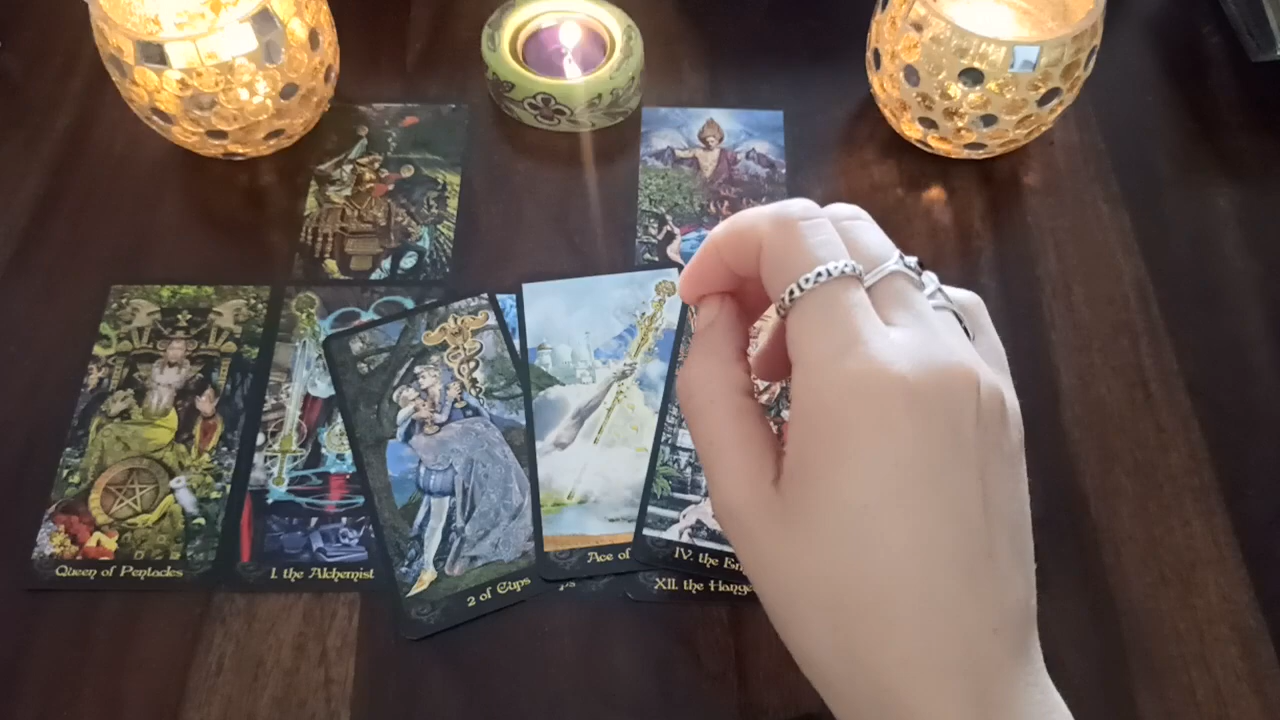 Queen of Pentacles
I. the Alchemist
2 of Cups
Ace of
IV. the Em
XII. the Hange